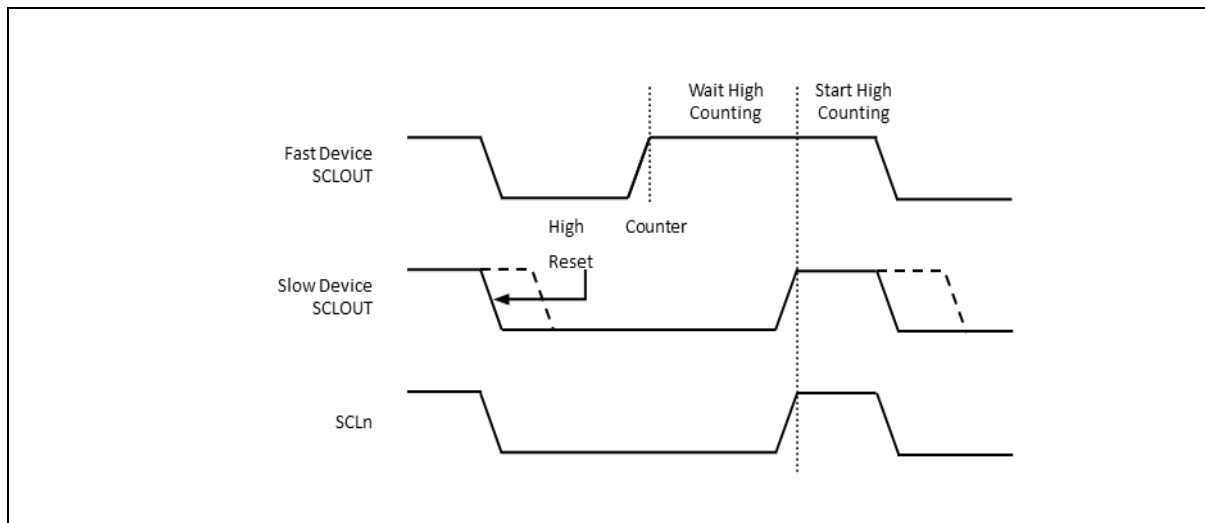 Wait High
Counting
Start High
Counting
Fast Device
SCLOUT
High Counter
Reset
Slow Device
SCLOUT
SCLn